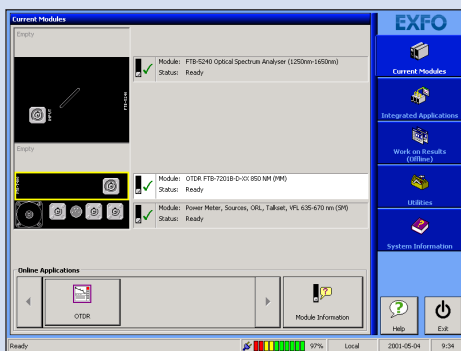 Current Modules
EXFO
Empty
Module: FTB-5240 Optical Spectrum Analyser (1250nm-1650nm)
Status: Ready
INPUT
FTB-5240
Empty
Module: OTDR FTB-7201B-D-XX 850 NM (MM)
Status: Ready
Module: Power Meter, Sources, ORL, Talkset, VFL 635-670 nm (SM)
Status: Ready
Current Modules
Integrated Applications
Work on Results
(Offline)
Utilities
System Information
Online Applications
OTDR
Module Information
Help
Exit
Ready
97%
Local
2001-05-04
9:34